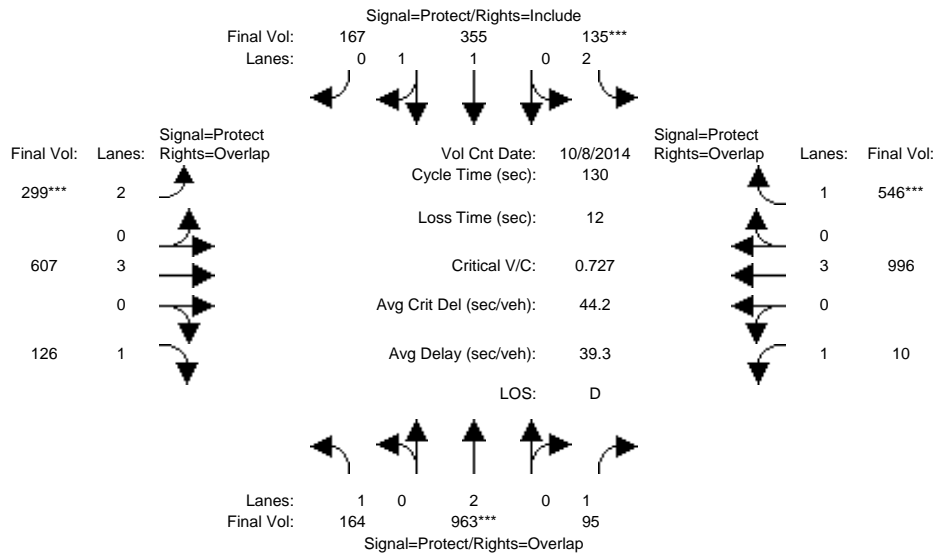 Signal=Protect/Rights=Include
Final Vol: 167 355 135***
Lanes: 0 1 1 0 2
Signal=Protect Signal=Protect
Final Vol: Lanes: Rights=Overlap Vol Cnt Date: 10/8/2014 Rights=Overlap Lanes: Final Vol:
Cycle Time (sec): 130
299*** 2 1 546***
Loss Time (sec): 12
0 0
607 3 Critical V/C: 0.727 3 996
0 Avg Crit Del (sec/veh): 44.2 0
126 1 Avg Delay (sec/veh): 39.3 1 10
LOS: D
Lanes: 1 0 2 0 1
Final Vol: 164 963*** 95
Signal=Protect/Rights=Overlap